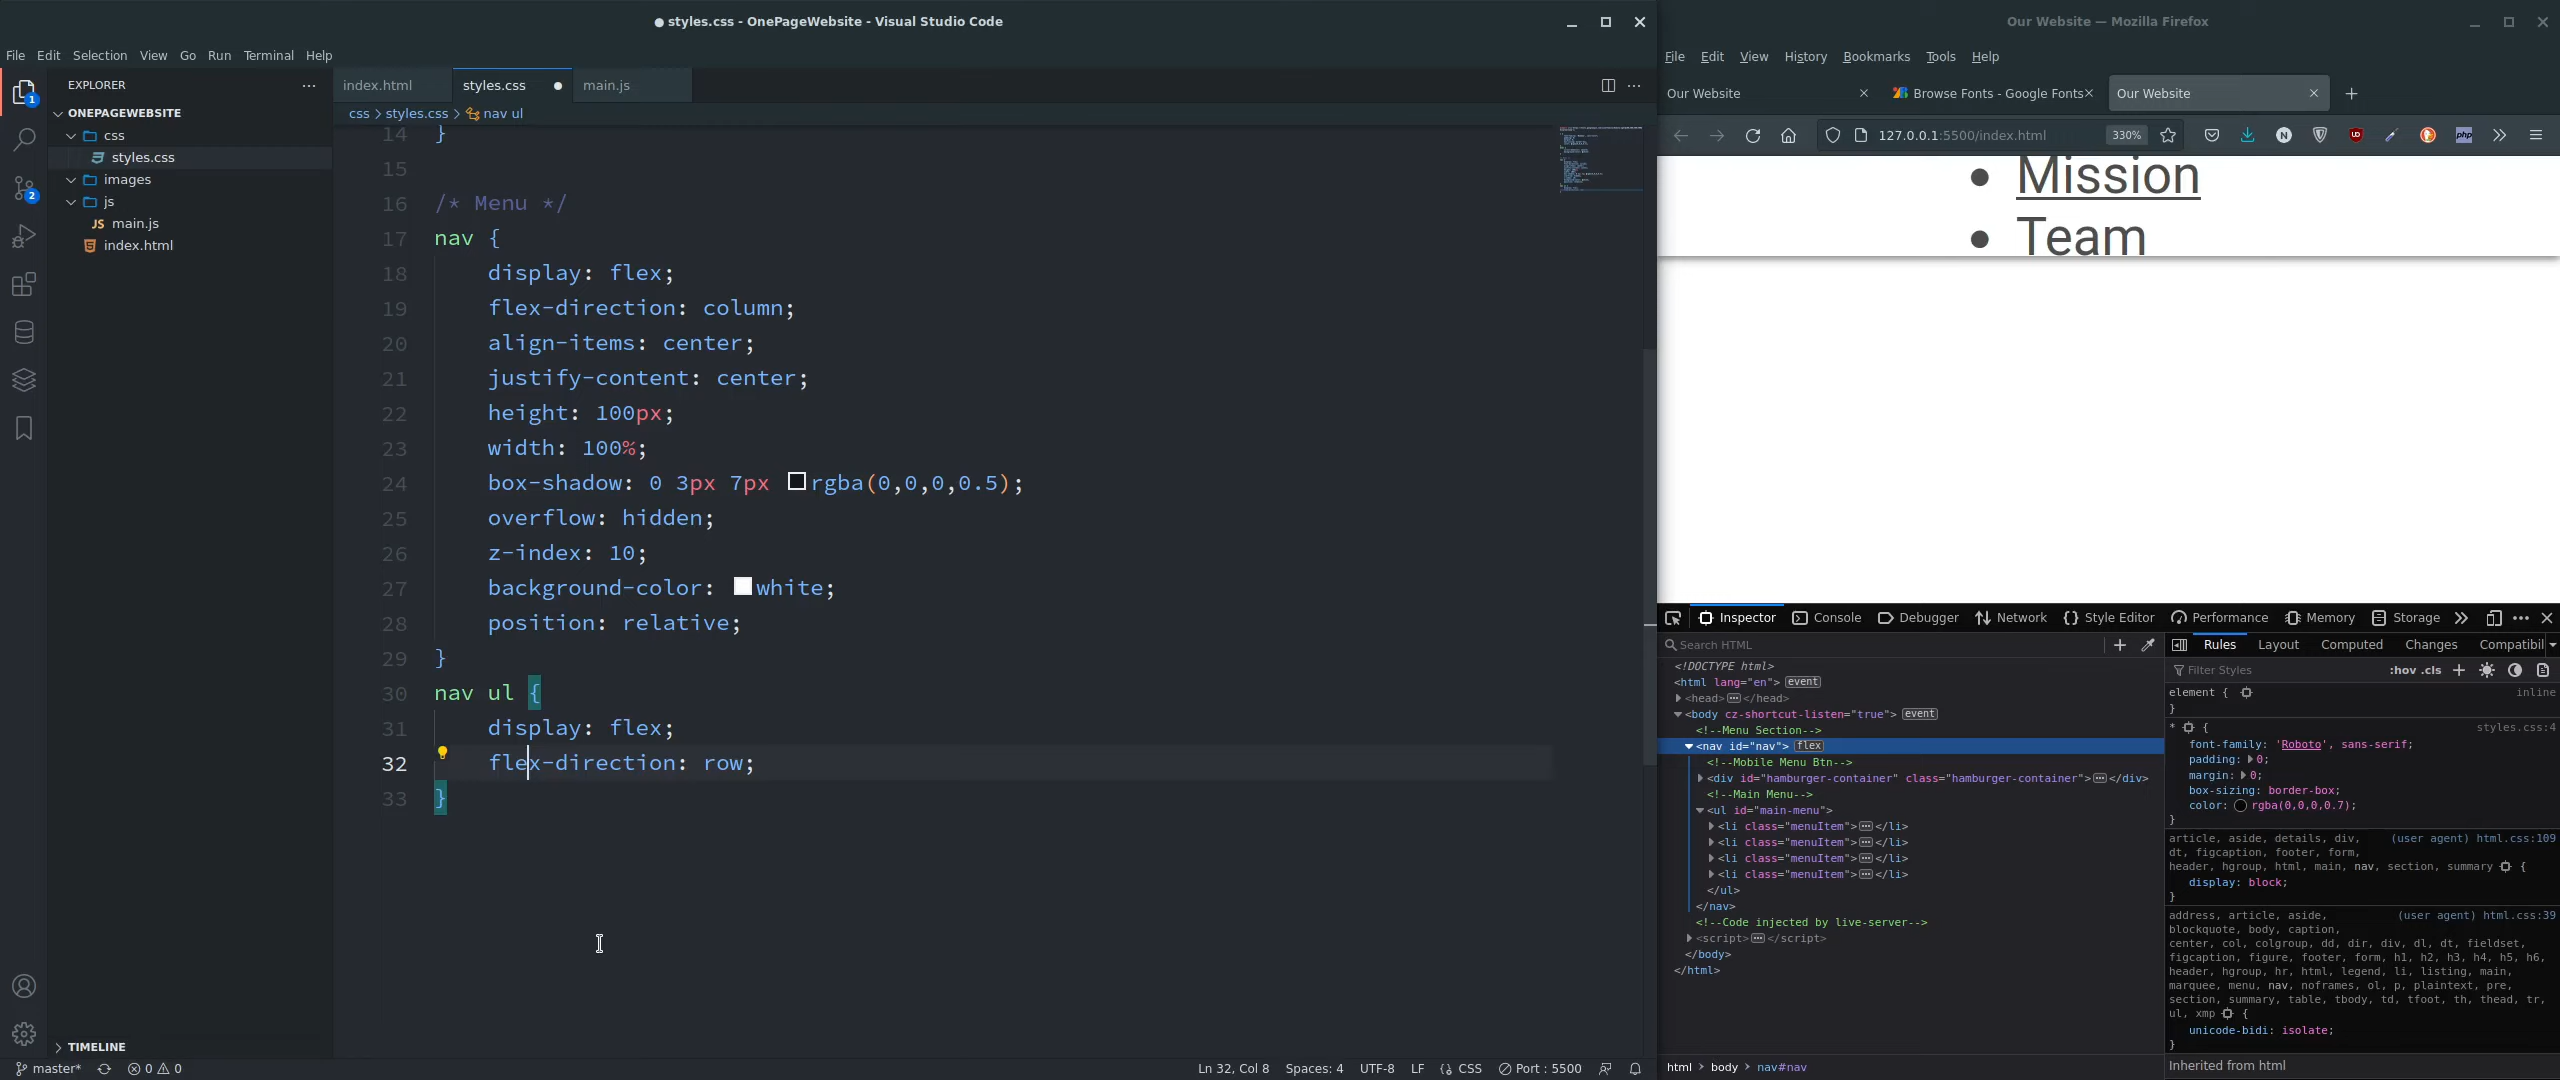 ● styles.css - OnePageWebsite - Visual Studio Code
File Edit Selection View Go Run Terminal Help
EXPLORER
ONEPAGEWEBSITE
css
styles.css
images
js
JS main.js
index.html
TIMELINE
1
2
index.html styles.css ● main.js
css > styles.css > nav ul
14 }
15
16 /* Menu */
17 nav {
18 display: flex;
19 flex-direction: column;
20 align-items: center;
21 justify-content: center;
22 height: 100px;
23 width: 100%;
24 box-shadow: 0 3px 7px rgba(0,0,0,0.5);
25 overflow: hidden;
26 z-index: 10;
27 background-color: white;
28 position: relative;
29 }
30 nav ul {
31 display: flex;
32 flex-direction: row;
33 }
master* 0 0 Ln 32, Col 8 Spaces: 4 UTF-8 LF CSS Port : 5500
Our Website — Mozilla Firefox
File Edit View History Bookmarks Tools Help
Our Website Browse Fonts - Google Fonts Our Website
127.0.0.1:5500/index.html 330%
php
• Mission
• Team
Inspector Console Debugger Network Style Editor Performance Memory Storage
Search HTML
<!DOCTYPE html>
<html lang="en"> event
<head> </head>
<body cz-shortcut-listen="true"> event
<!--Menu Section-->
<nav id="nav"> flex
<!--Mobile Menu Btn-->
<div id="hamburger-container" class="hamburger-container"> </div>
<!--Main Menu-->
<ul id="main-menu">
<li class="menuItem"> </li>
<li class="menuItem"> </li>
<li class="menuItem"> </li>
<li class="menuItem"> </li>
</ul>
</nav>
<!--Code injected by live-server-->
<script> </script>
</body>
</html>
html > body > nav#nav
Rules Layout Computed Changes Compatibil
Filter Styles :hov .cls +
element { inline
}
* { styles.css:4
font-family: 'Roboto', sans-serif;
padding: 0;
margin: 0;
box-sizing: border-box;
color: rgba(0,0,0,0.7);
}
article, aside, details, div, (user agent) html.css:109
dt, figcaption, footer, form,
header, hgroup, html, main, nav, section, summary {
display: block;
}
address, article, aside, (user agent) html.css:39
blockquote, body, caption,
center, col, colgroup, dd, dir, div, dl, dt, fieldset,
figcaption, figure, footer, form, h1, h2, h3, h4, h5, h6,
header, hgroup, hr, html, legend, li, listing, main,
marquee, menu, nav, noframes, ol, p, plaintext, pre,
section, summary, table, tbody, td, tfoot, th, thead, tr,
ul, xmp {
unicode-bidi: isolate;
}
Inherited from html